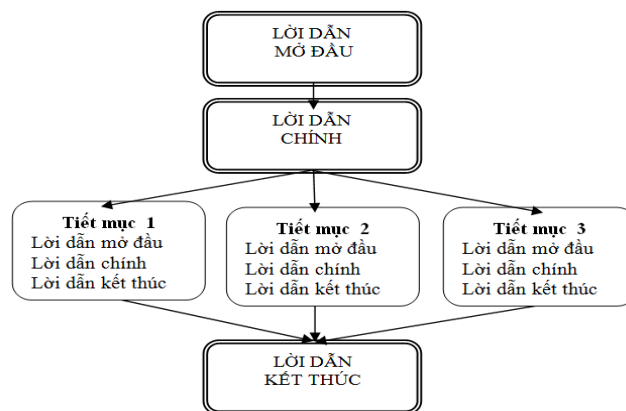 LỜI DẪN
MỞ ĐẦU
LỜI DẪN
CHÍNH
Tiết mục 1
Lời dẫn mở đầu
Lời dẫn chính
Lời dẫn kết thúc
Tiết mục 2
Lời dẫn mở đầu
Lời dẫn chính
Lời dẫn kết thúc
Tiết mục 3
Lời dẫn mở đầu
Lời dẫn chính
Lời dẫn kết thúc
LỜI DẪN
KẾT THÚC